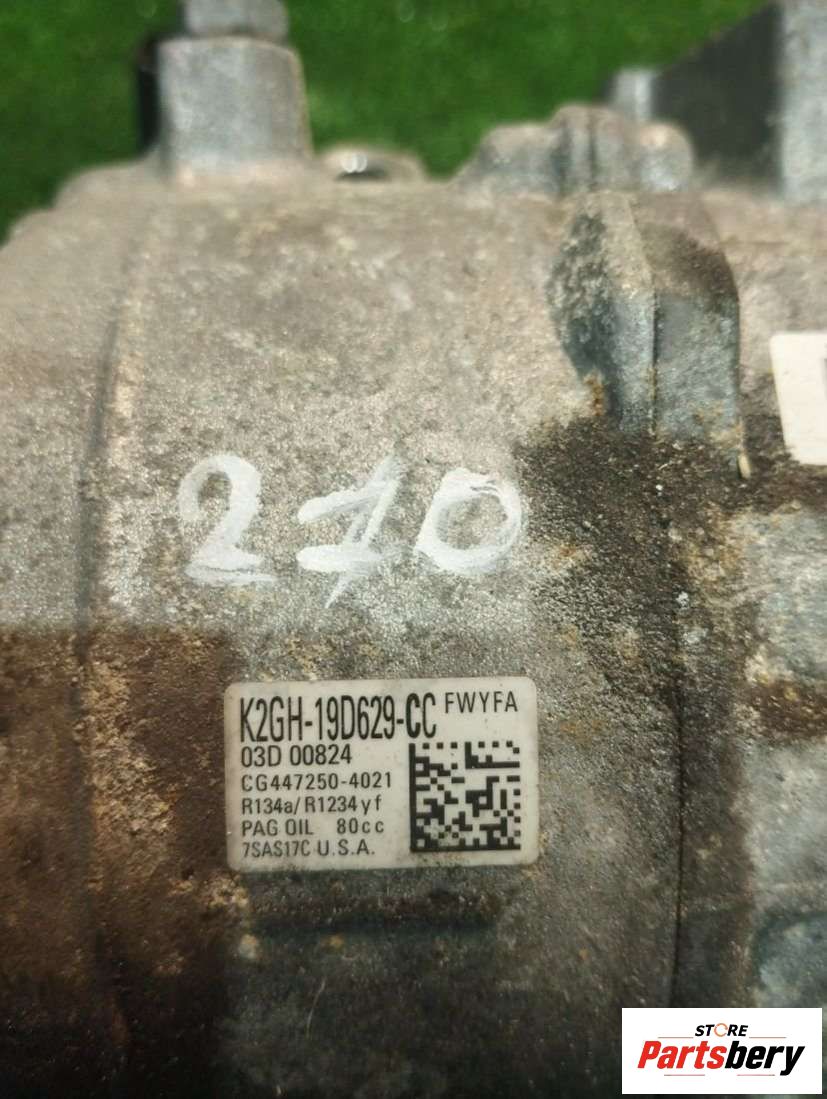 210
K2GH-19D629-CC FWYFA
03D 00824
CG447250-4021
R134a/R1234yf
PAG OIL 80cc
7SAS17C U.S.A.
STORE
Partsbery